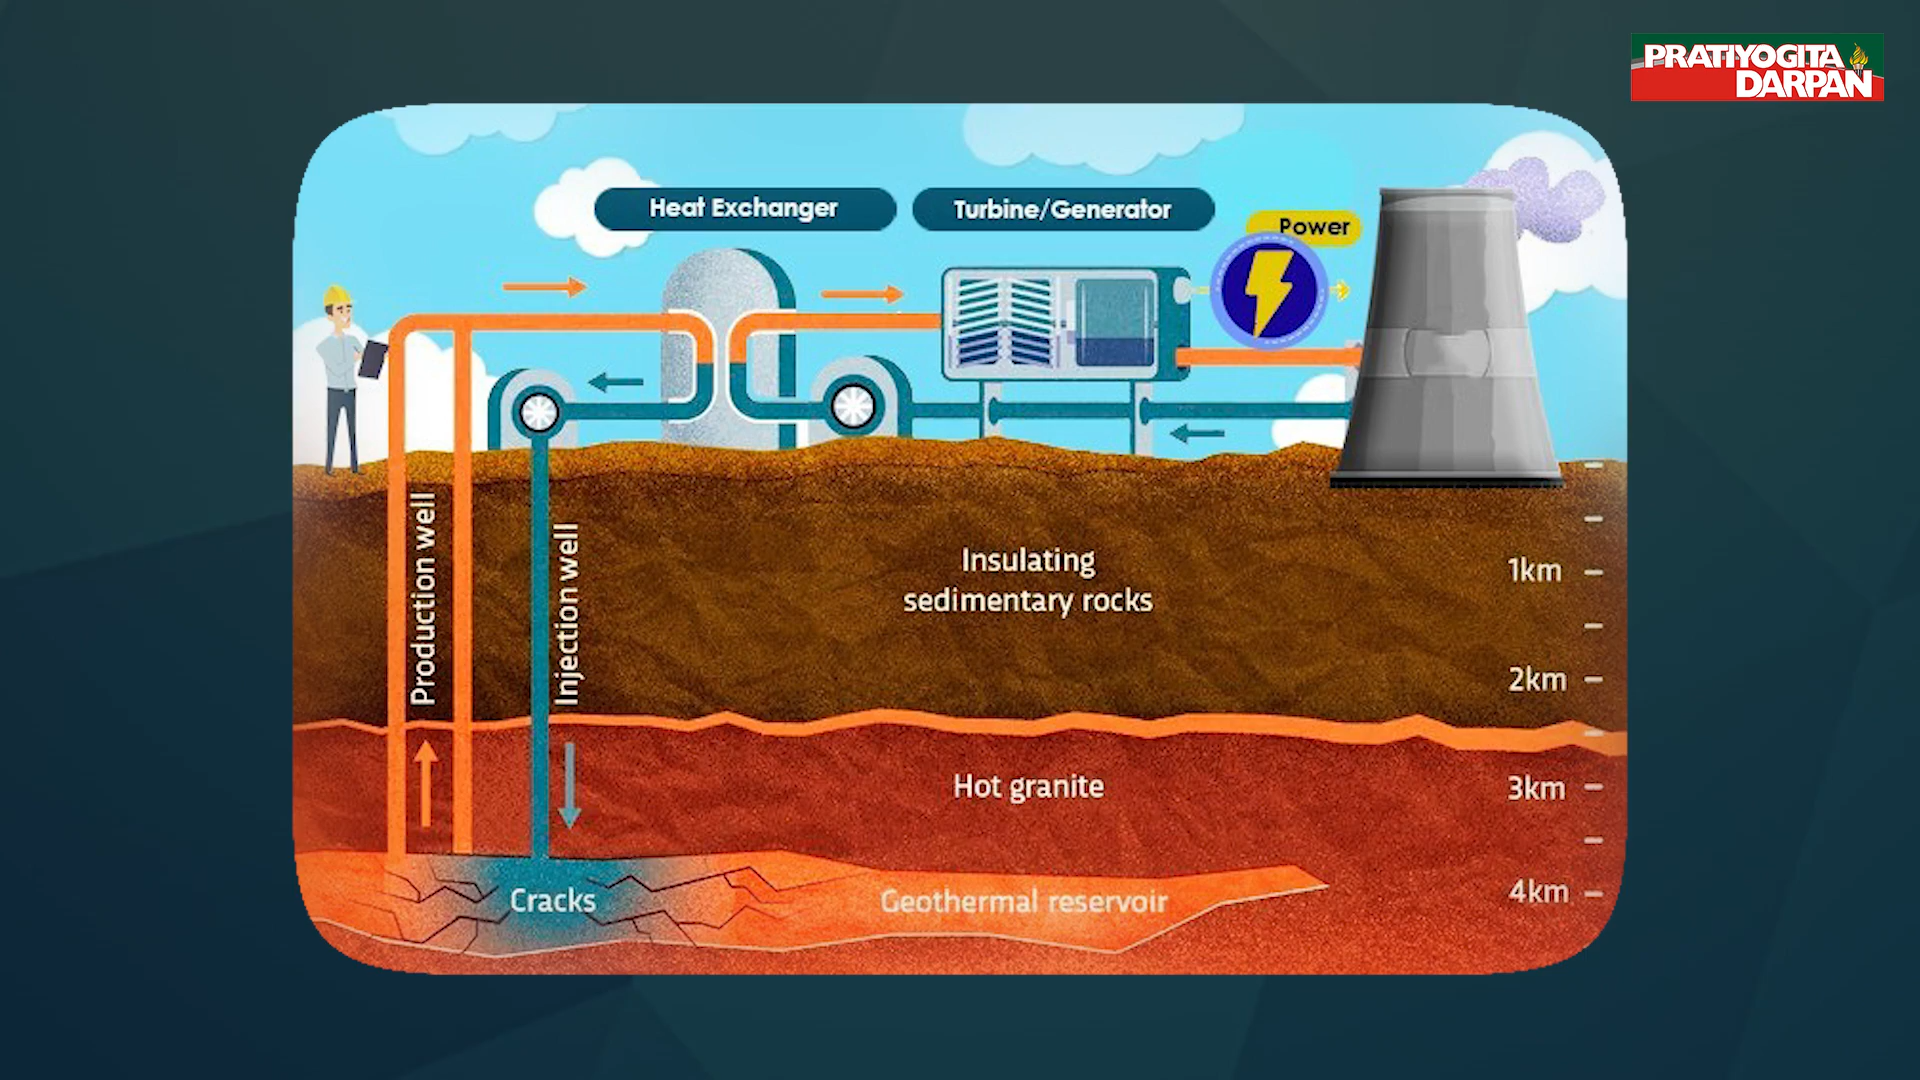 PRATIYOGITA
DARPAN
Heat Exchanger
Turbine/Generator
Power
Production well
Injection well
Insulating
sedimentary rocks
1km
2km
Hot granite
3km
Cracks
Geothermal reservoir
4km